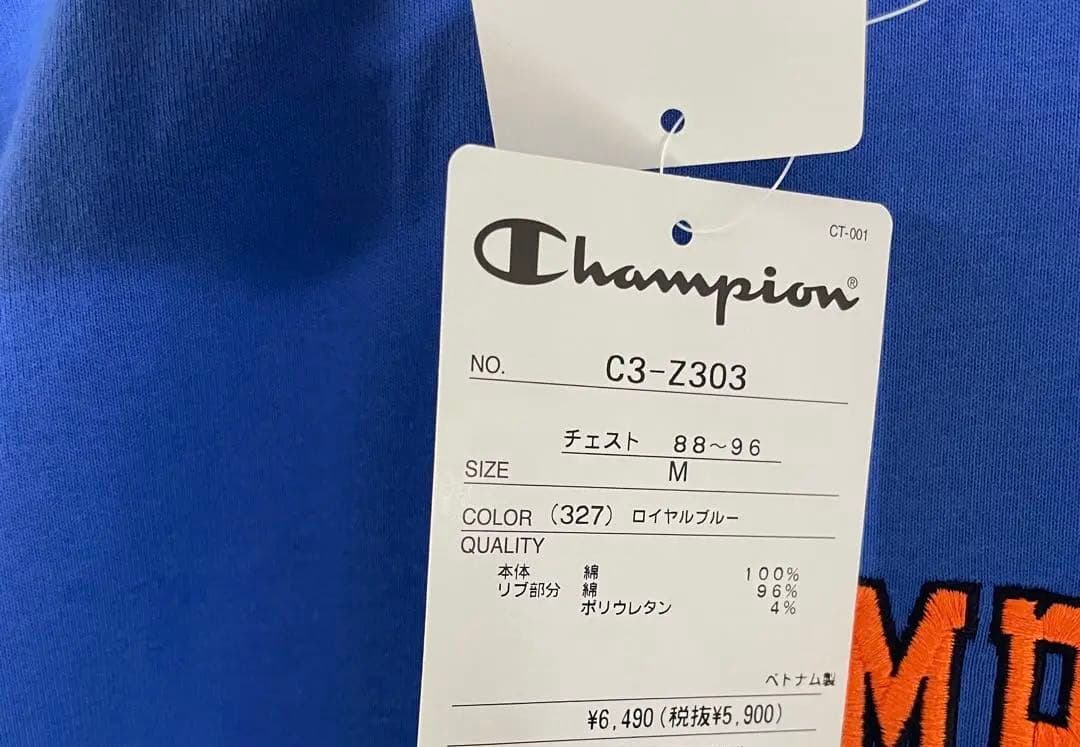 CT-001
Champion®
NO. C3-Z303
チェスト 88~96
SIZE M
COLOR (327) ロイヤルブルー
QUALITY
本体 綿 100%
リブ部分 綿 96%
ポリウレタン 4%
ベトナム製
¥6,490(税抜¥5,900)
MP